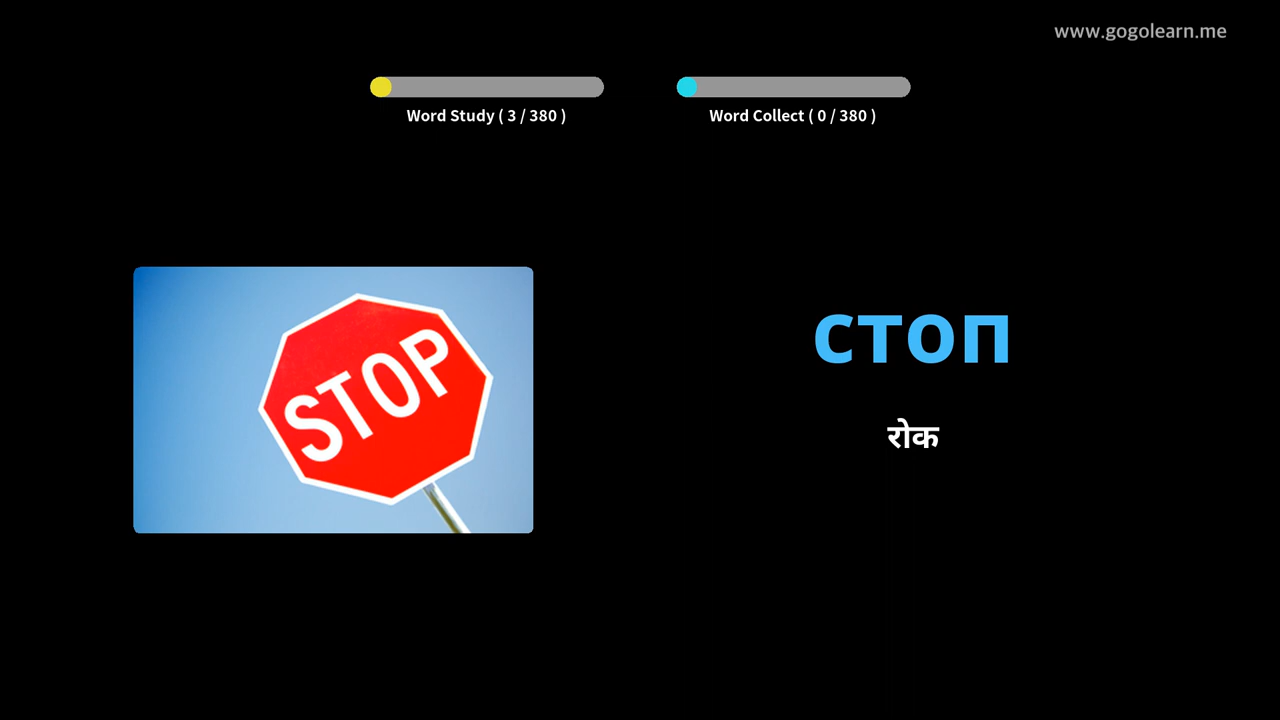 www.gogolearn.me
Word Study ( 3 / 380 )
Word Collect ( 0 / 380 )
STOP
стоп
रोक